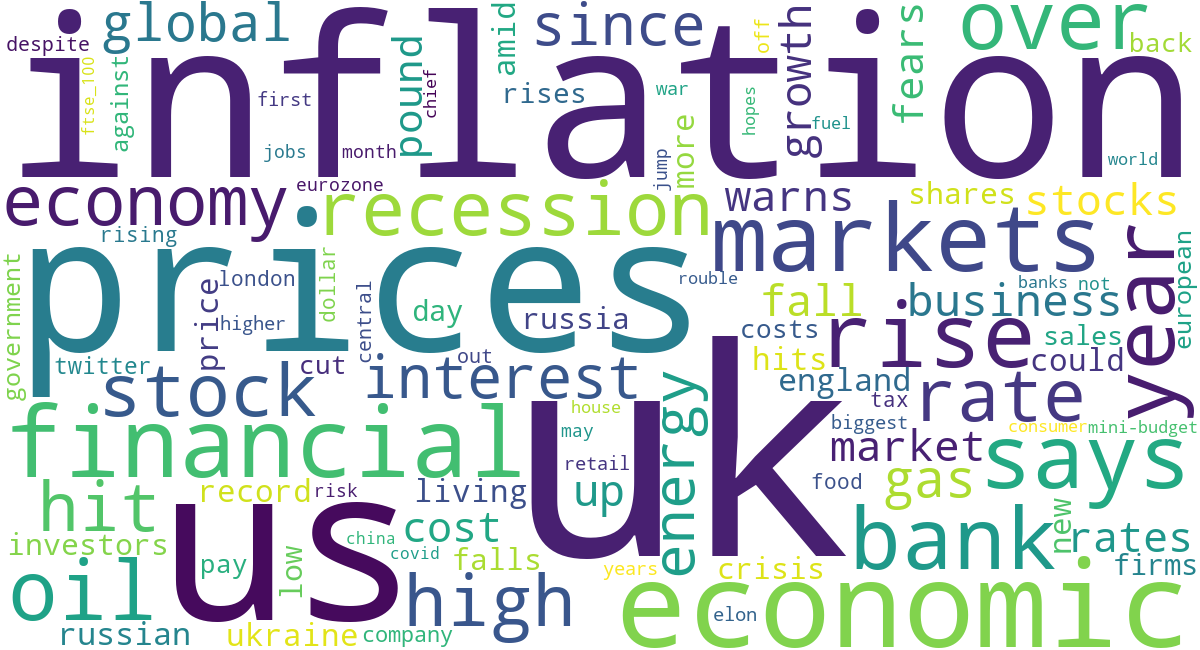 inflation
despite
global
ftse_100
against
first
jobs
month
pound
chief
amid
since
rises
war
more
jump
off
hopes
growth
fuel
fears
over
back
world
economy
eurozone
recession
warns
shares
stocks
markets
rising
government
prices
london
price
higher
dollar
central
day
russia
rouble
fall
business
banks
not
year
european
costs
rise
sales
could
twitter
stock
cut
out
interest
hits
england
tax
rate
financial
house
may
retail
uk
energy
biggest
market
consumer
mini-budget
says
food
gas
hit
record
risk
living
up
us
cost
bank
new
rates
investors
low
pay
china
covid
falls
years
crisis
firms
oil
high
economic
elon
russian
ukraine
company